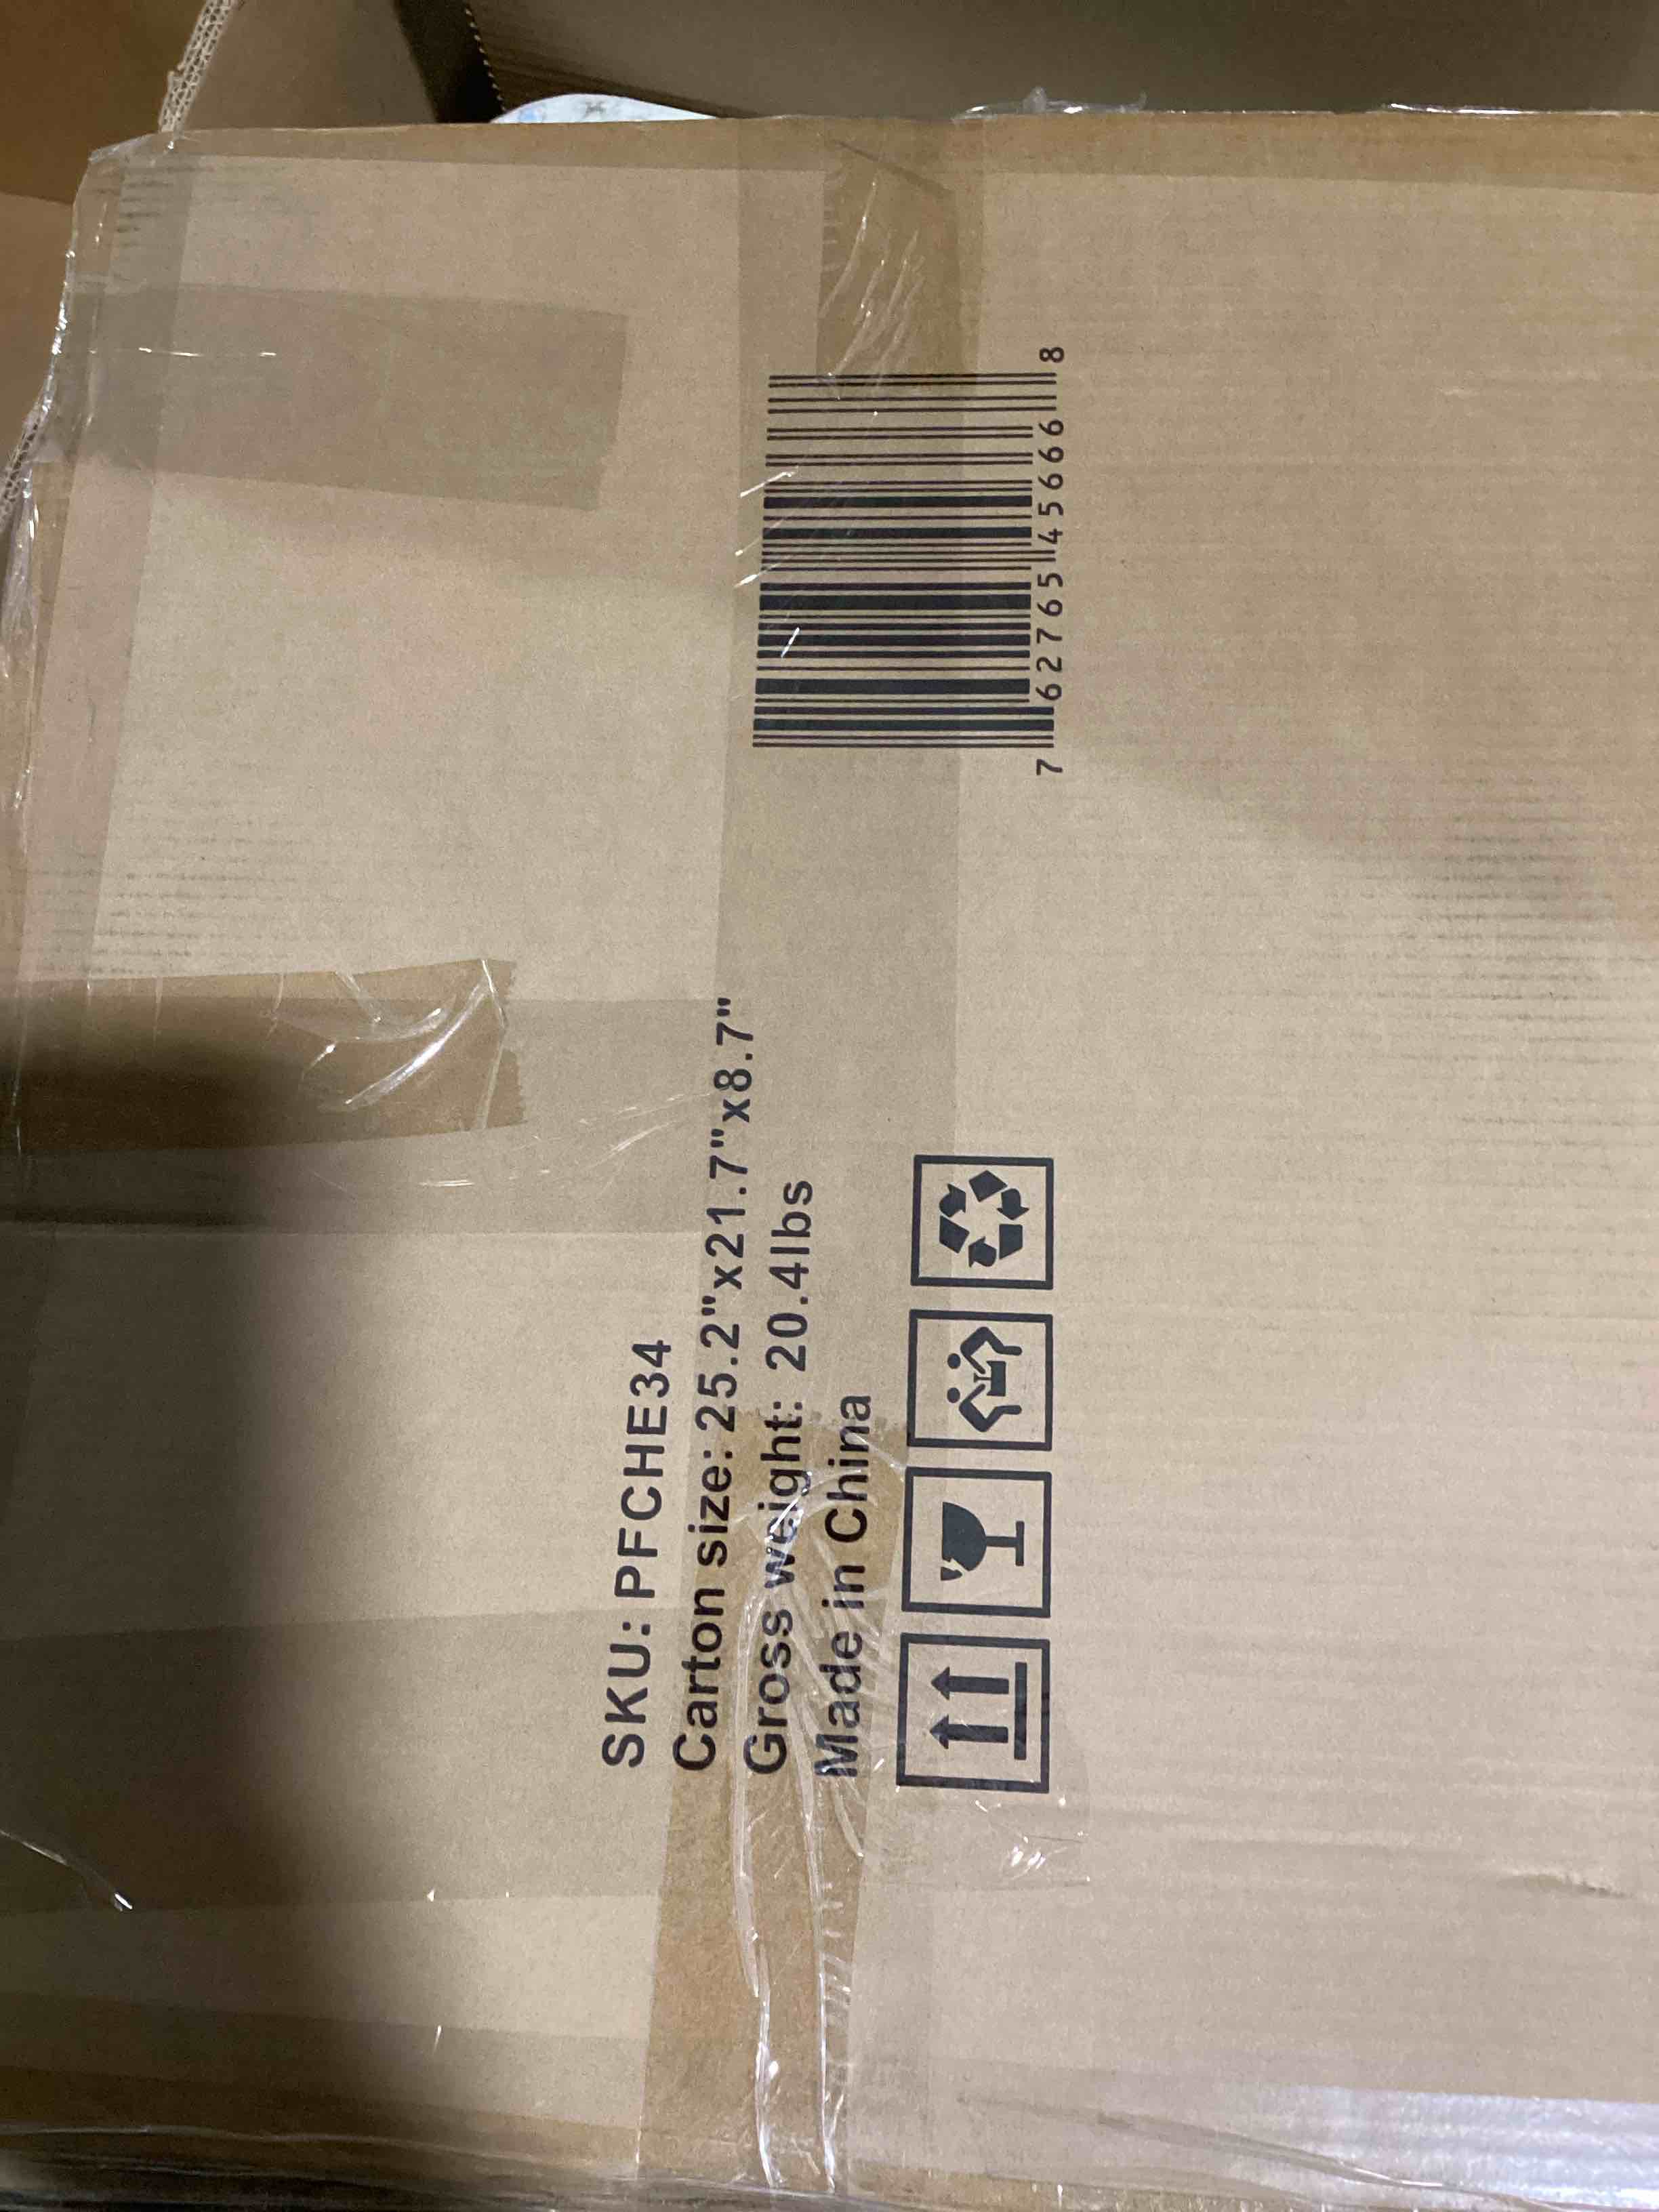 SKU: PFCHE34
Carton size: 25.2"x21.7"x8.7"
Gross weight: 20.4lbs
Made in China
7 62765 45666 8